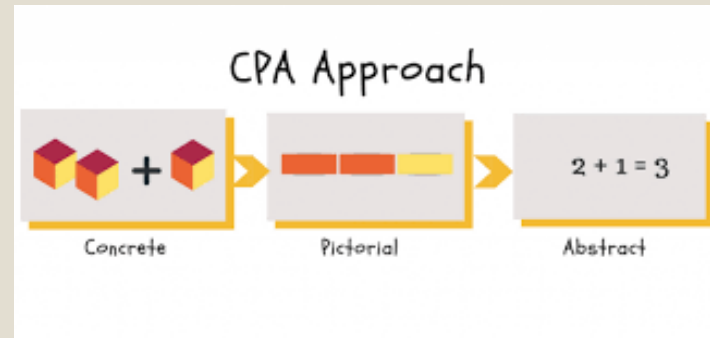 CPA Approach
+
2 + 1 = 3
Concrete
Pictorial
Abstract